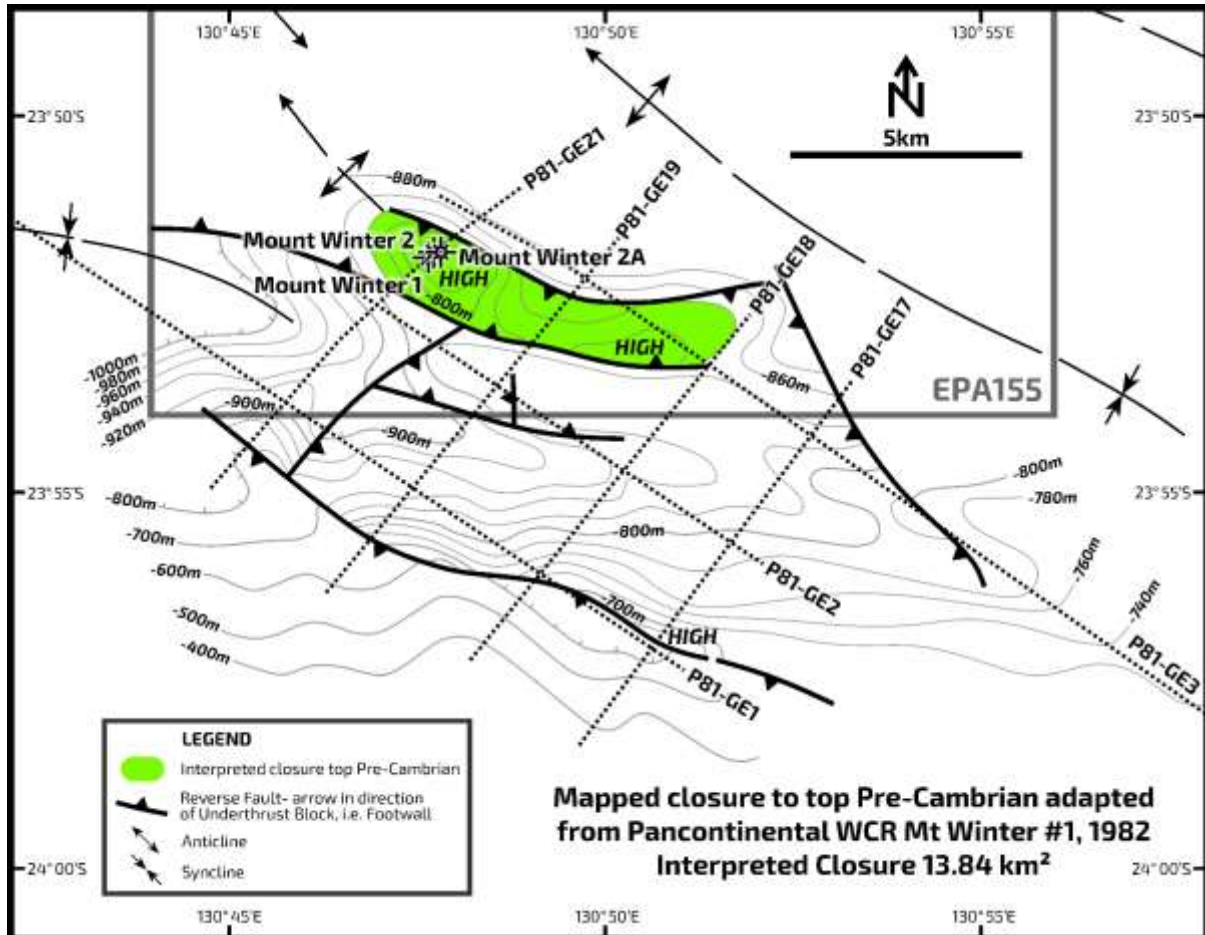 130°45'E
130°50'E
130°55'E
23°50'S
23°50'S
N
5km
P81-GE21
P81-GE19
P81-GE18
P81-GE17
-880m
Mount Winter 2
Mount Winter 2A
Mount Winter 1
HIGH
-800m
HIGH
-860m
EPA155
-1000m
-980m
-960m
-940m
-920m
-900m
-900m
-800m
-780m
23°55'S
23°55'S
-800m
-700m
-800m
-600m
-760m
P81-GE2
-740m
-500m
-700m
HIGH
-400m
P81-GE1
P81-GE3
LEGEND
Interpreted closure top Pre-Cambrian
Reverse Fault- arrow in direction
of Underthrust Block, i.e. Footwall
Anticline
Syncline
Mapped closure to top Pre-Cambrian adapted
from Pancontinental WCR Mt Winter #1, 1982
Interpreted Closure 13.84 km²
24°00'S
24°00'S
130°45'E
130°50'E
130°55'E